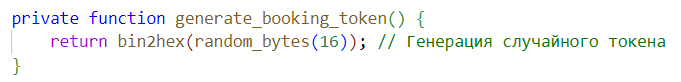 private function generate_booking_token() {
    return bin2hex(random_bytes(16)); // Генерация случайного токена
}